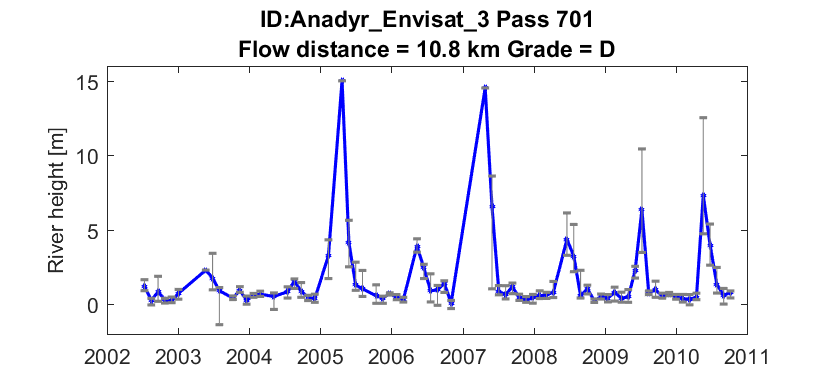 ID:Anadyr_Envisat_3 Pass 701
Flow distance = 10.8 km Grade = D
River height [m]
15
10
5
0
2002 2003 2004 2005 2006 2007 2008 2009 2010 2011